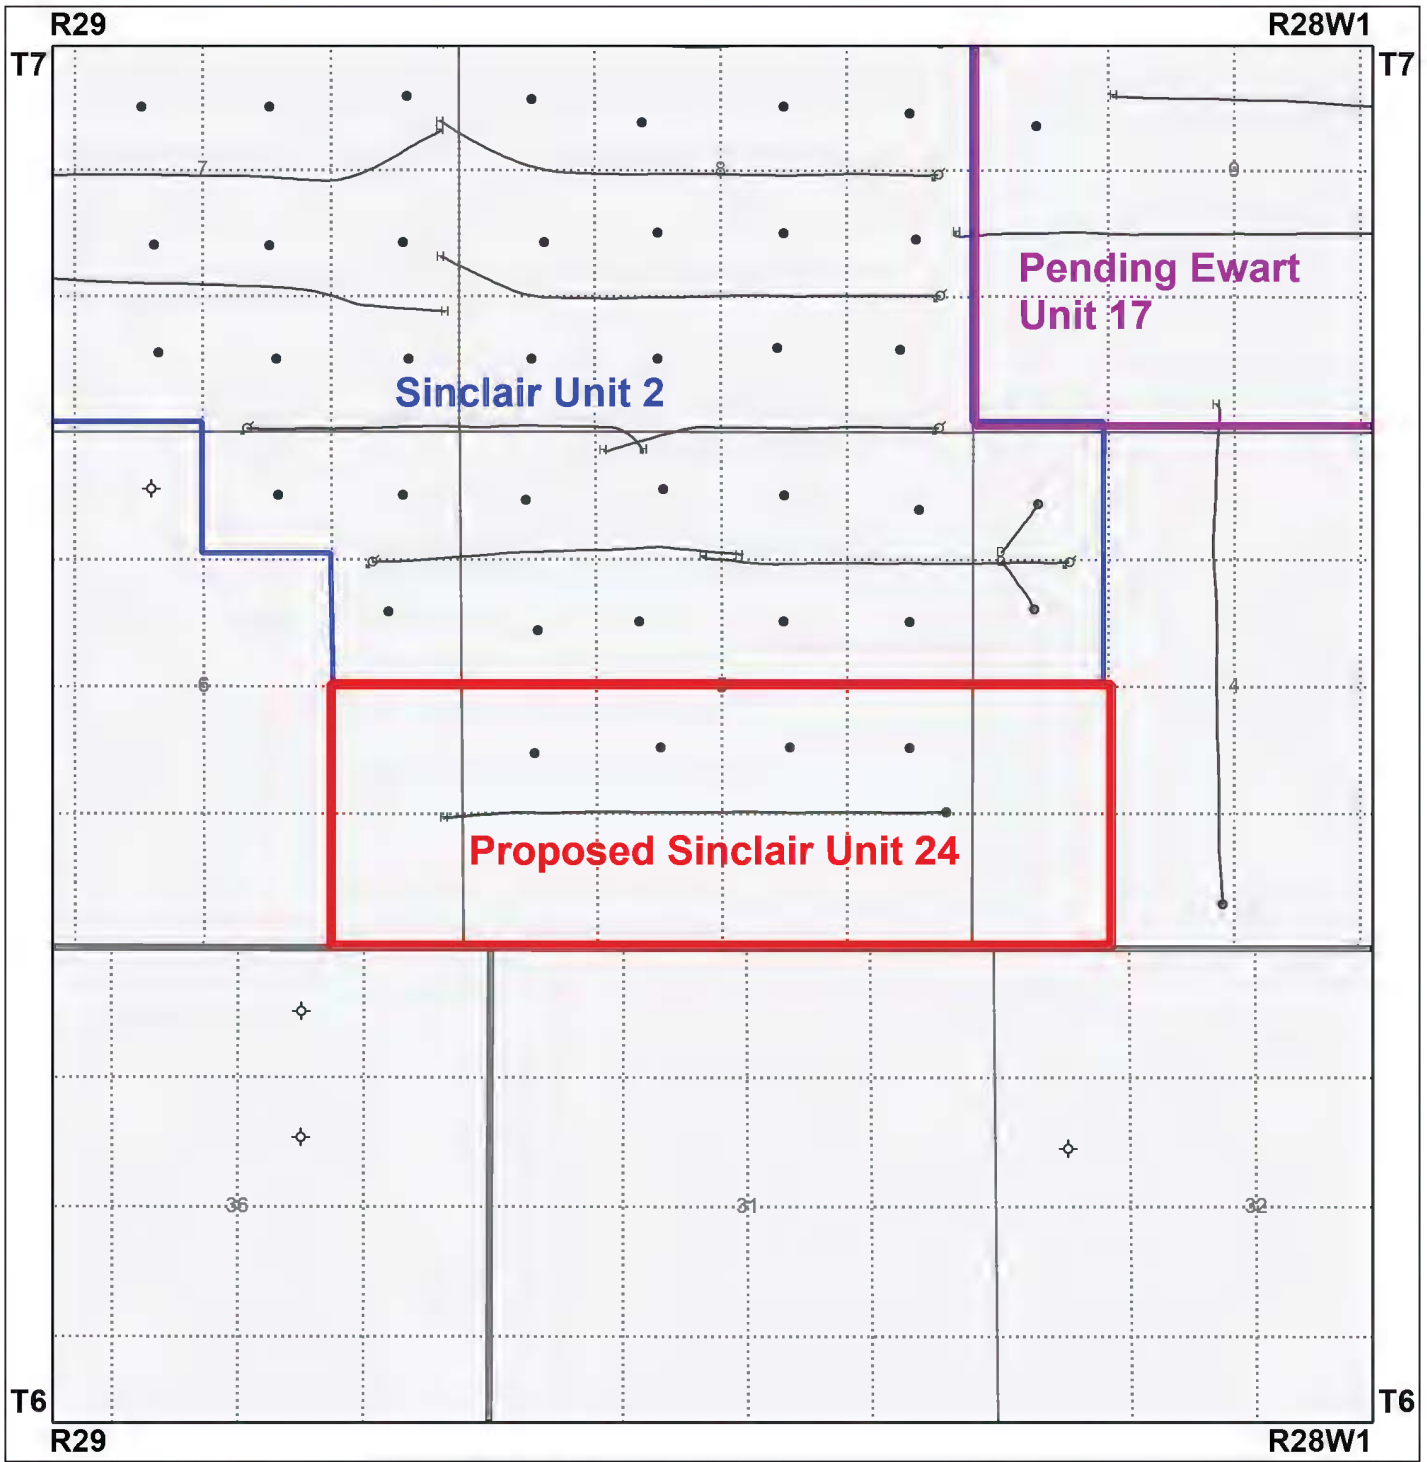 R29 R28W1
T7 T7
7 8 9
Pending Ewart
Unit 17
Sinclair Unit 2
6 5 4
Proposed Sinclair Unit 24
36 31 32
T6 T6
R29 R28W1